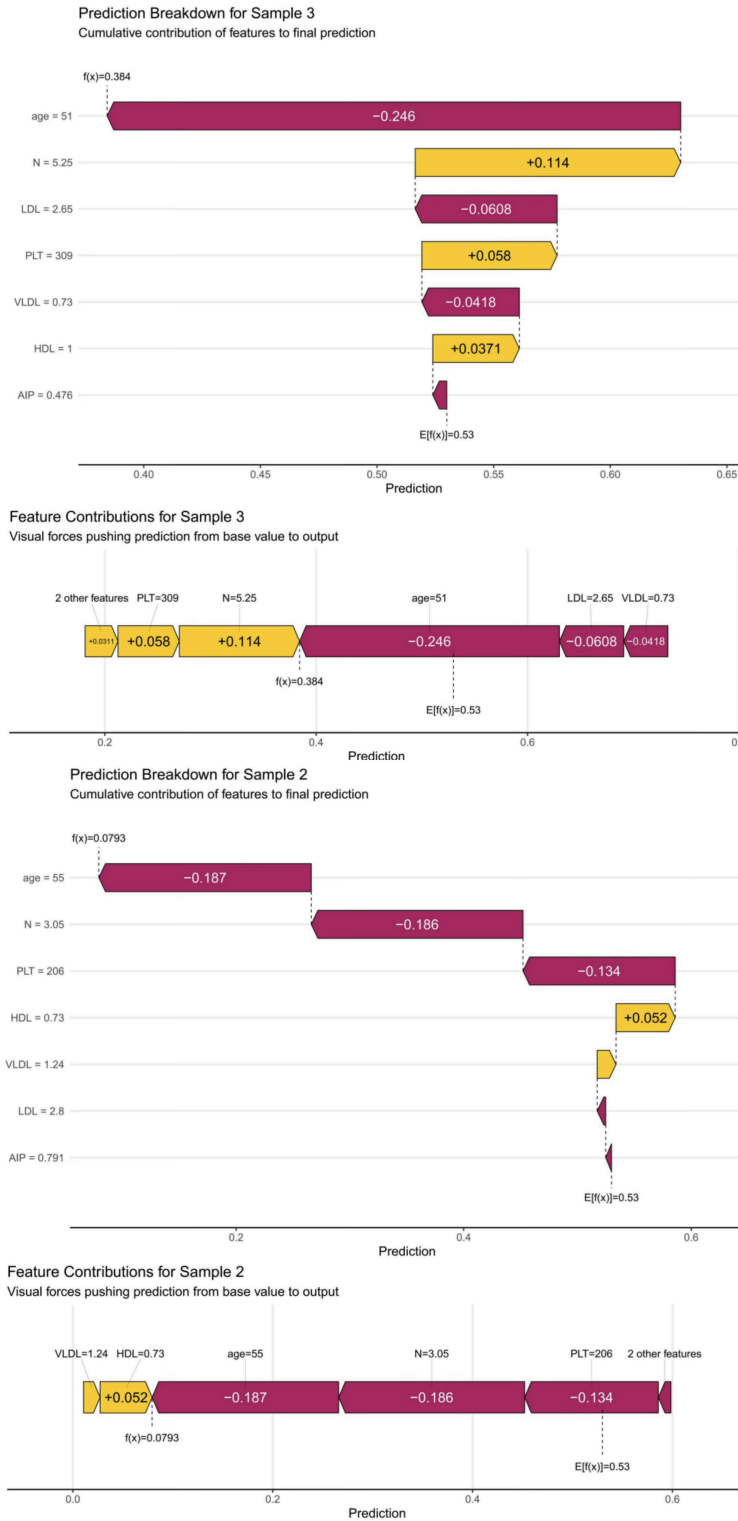 Prediction Breakdown for Sample 3
Cumulative contribution of features to final prediction
f(x)=0.384
age = 51
−0.246
N = 5.25
+0.114
LDL = 2.65
−0.0608
PLT = 309
+0.058
VLDL = 0.73
−0.0418
HDL = 1
+0.0371
AIP = 0.476
E[f(x)]=0.53
0.40 0.45 0.50 0.55 0.60 0.65
Prediction
Feature Contributions for Sample 3
Visual forces pushing prediction from base value to output
2 other features PLT=309 N=5.25 age=51 LDL=2.65 VLDL=0.73
+0.0311 +0.058 +0.114 −0.246 −0.0608 −0.0418
f(x)=0.384
E[f(x)]=0.53
0.2 0.4 0.6
Prediction
Prediction Breakdown for Sample 2
Cumulative contribution of features to final prediction
f(x)=0.0793
age = 55
−0.187
N = 3.05
−0.186
PLT = 206
−0.134
HDL = 0.73
+0.052
VLDL = 1.24
LDL = 2.8
AIP = 0.791
E[f(x)]=0.53
0.2 0.4 0.6
Prediction
Feature Contributions for Sample 2
Visual forces pushing prediction from base value to output
VLDL=1.24 HDL=0.73 age=55 N=3.05 PLT=206 2 other features
+0.052 −0.187 −0.186 −0.134
f(x)=0.0793
E[f(x)]=0.53
0.0 0.2 0.4 0.6
Prediction